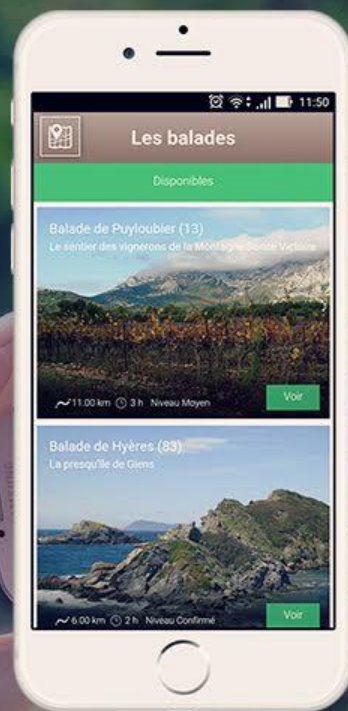 11:50
Les balades
Disponibles
Balade de Puyloubier (13)
Le sentier des vignerons de la Montagne Sainte Victoire
11.00 km 3 h Niveau Moyen
Voir
Balade de Hyères (83)
La presqu'île de Giens
6.00 km 2 h Niveau Confirmé
Voir